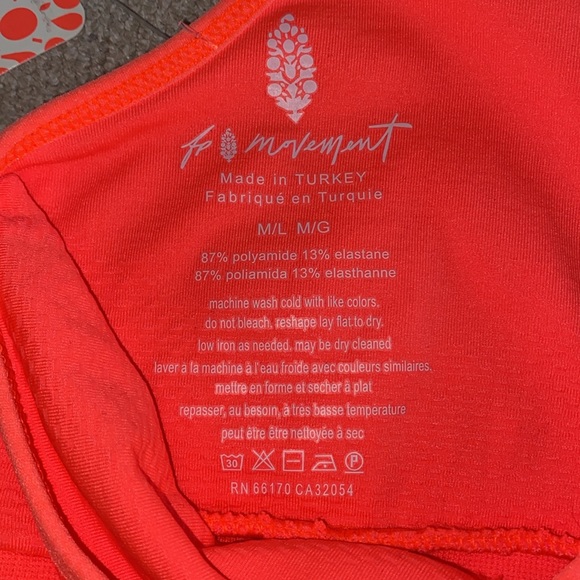 fp movement
Made in TURKEY
Fabriqué en Turquie
M/L M/G
87% polyamide 13% elastane
87% poliamida 13% elasthanne
machine wash cold with like colors.
do not bleach, reshape lay flat to dry.
low iron as needed, may be dry cleaned
laver a la machine à l'eau froide avec couleurs similaires,
mettre en forme et secher à plat
repasser, au besoin, à très basse température
peut être être nettoyée à sec
30 P
RN 66170 CA32054